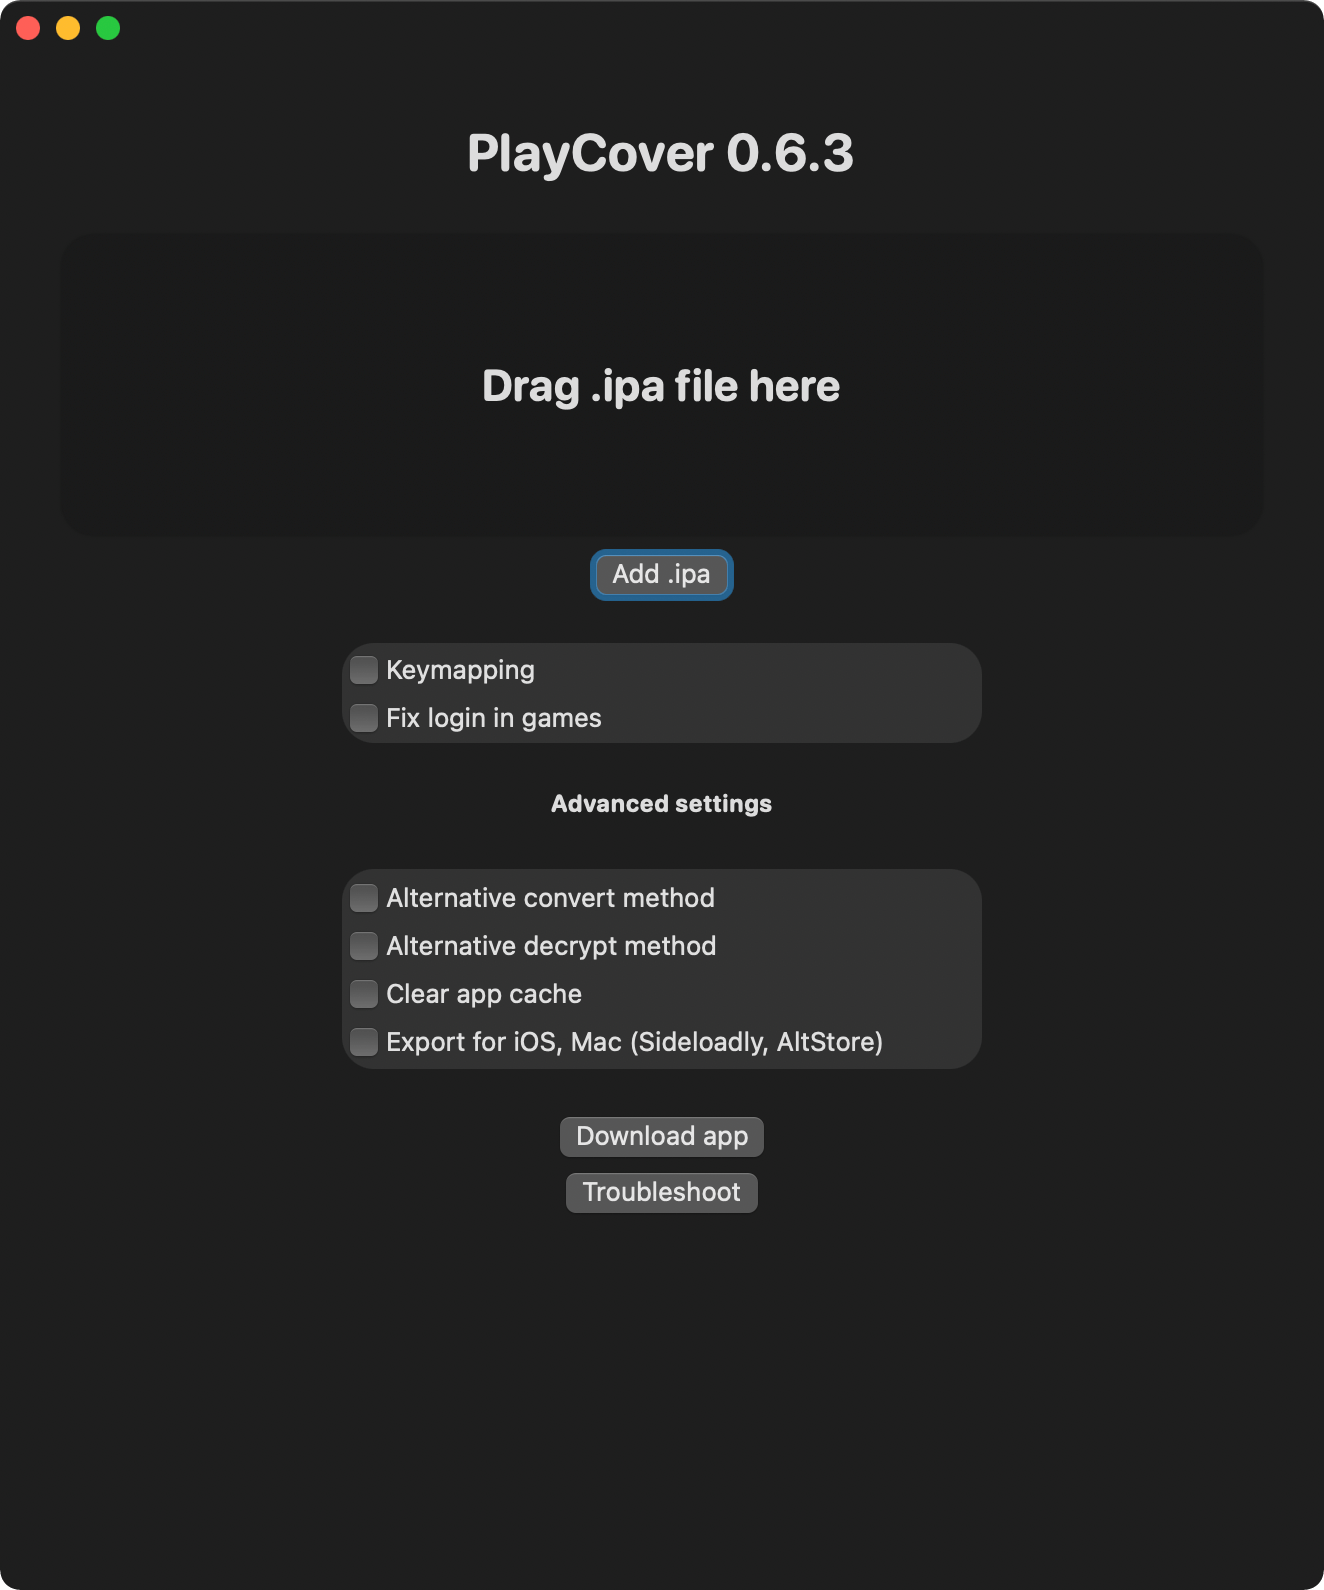 PlayCover 0.6.3
Drag .ipa file here
Add .ipa
Keymapping
Fix login in games
Advanced settings
Alternative convert method
Alternative decrypt method
Clear app cache
Export for iOS, Mac (Sideloadly, AltStore)
Download app
Troubleshoot